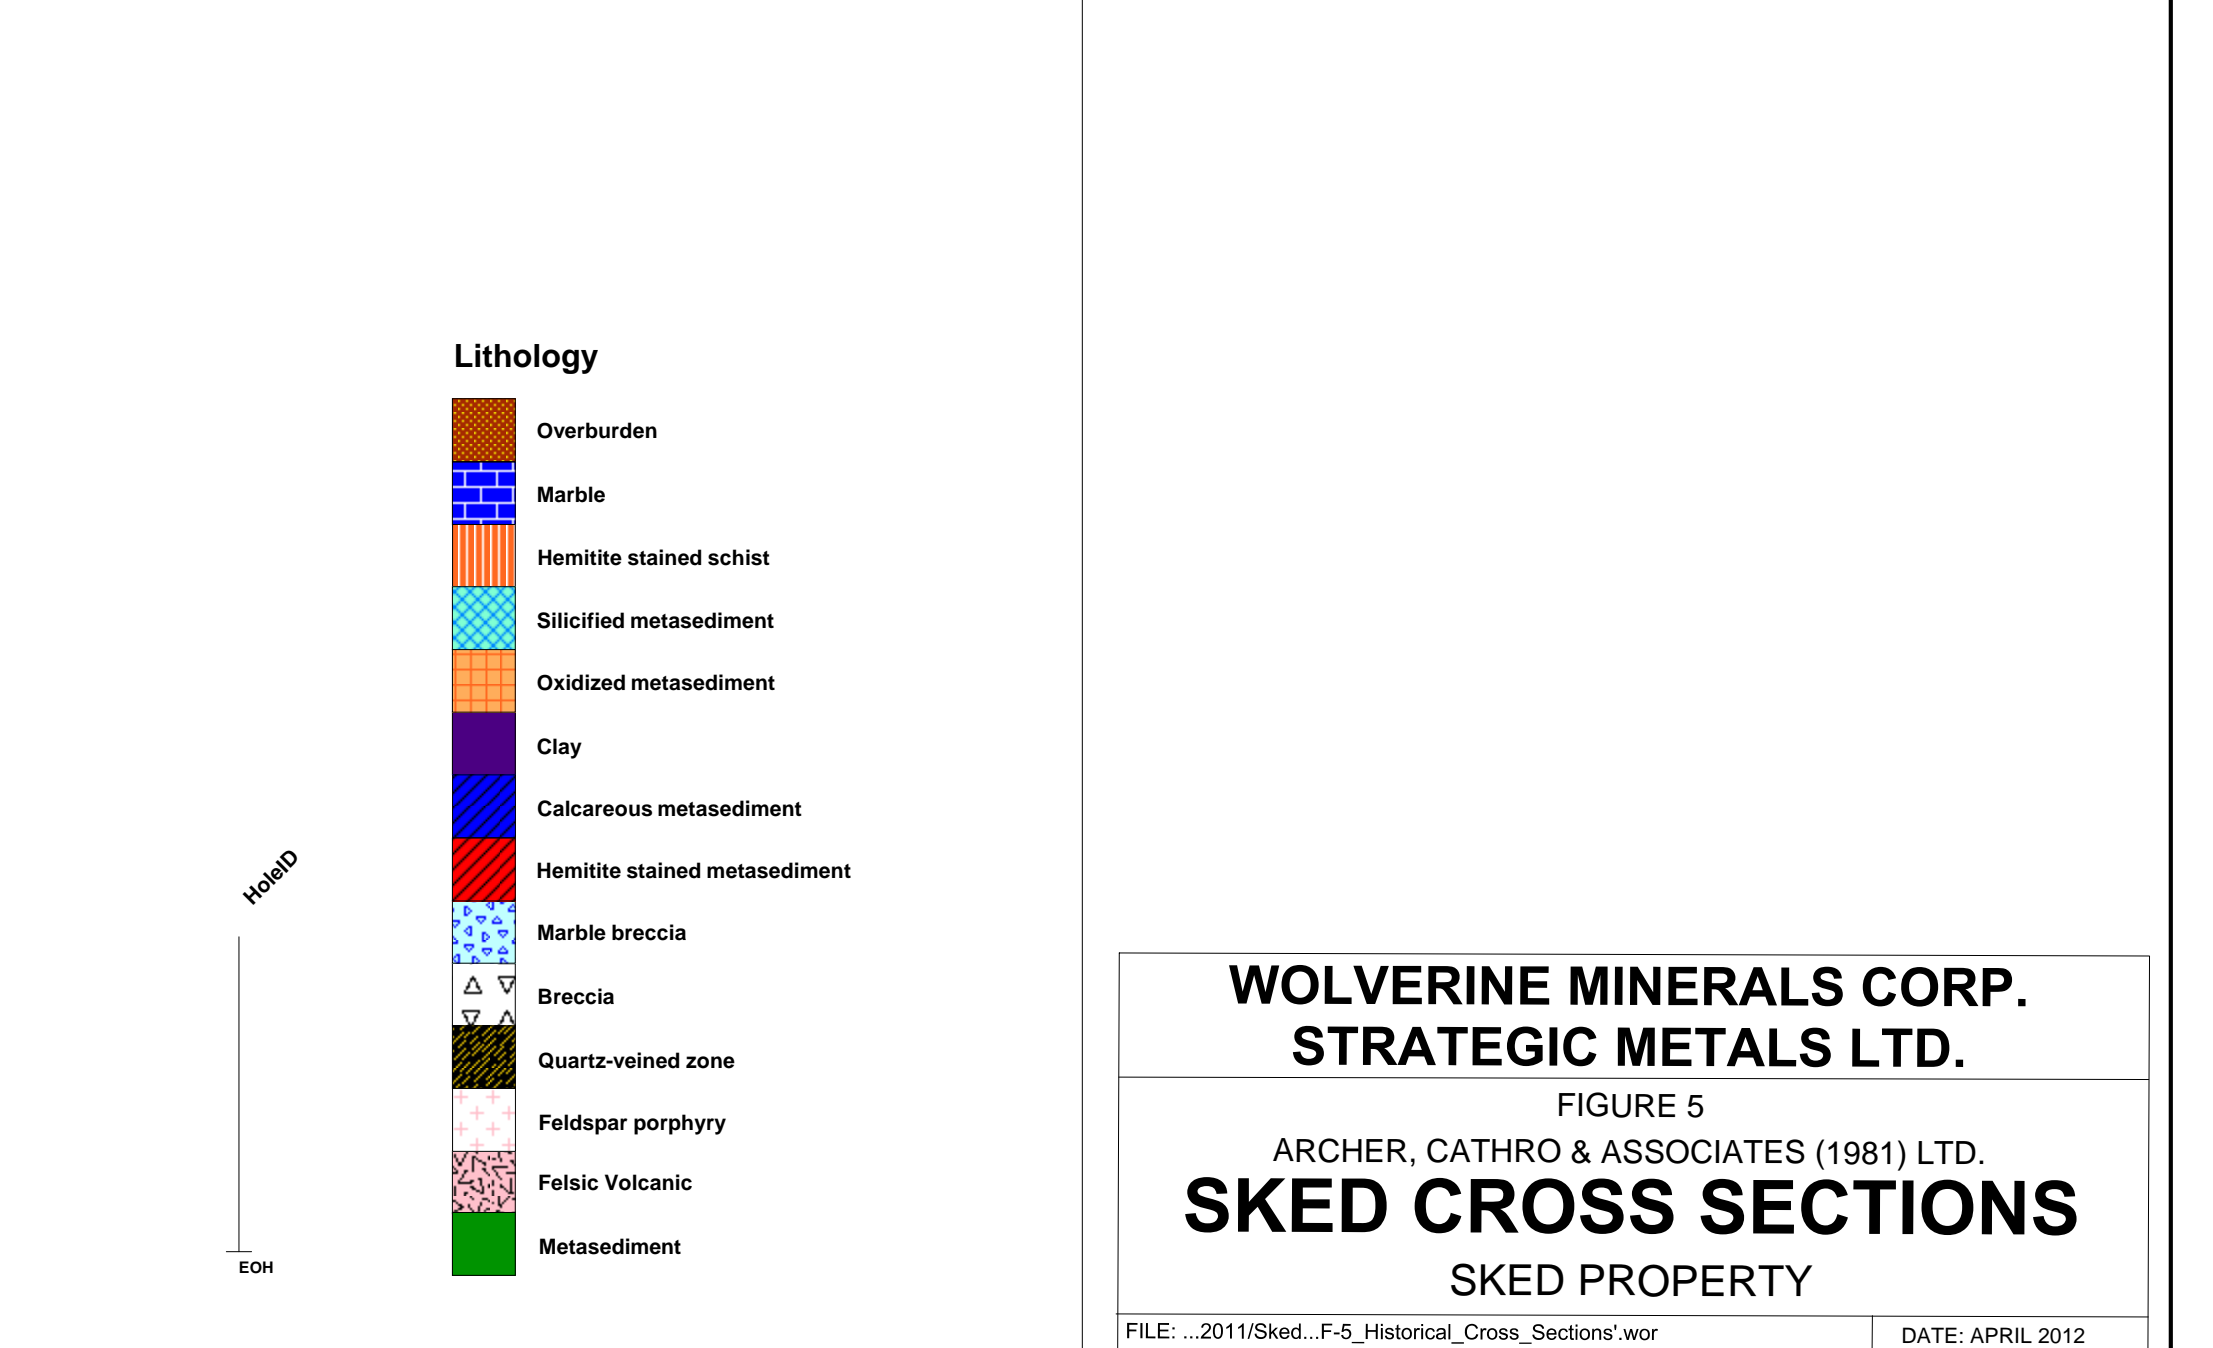 Lithology
Overburden
Marble
Hemitite stained schist
Silicified metasediment
Oxidized metasediment
Clay
Calcareous metasediment
Hemitite stained metasediment
Marble breccia
Breccia
Quartz-veined zone
Feldspar porphyry
Felsic Volcanic
Metasediment
HoleID
EOH
WOLVERINE MINERALS CORP.
STRATEGIC METALS LTD.
FIGURE 5
ARCHER, CATHRO & ASSOCIATES (1981) LTD.
SKED CROSS SECTIONS
SKED PROPERTY
FILE: ...2011/Sked...F-5_Historical_Cross_Sections'.wor
DATE: APRIL 2012